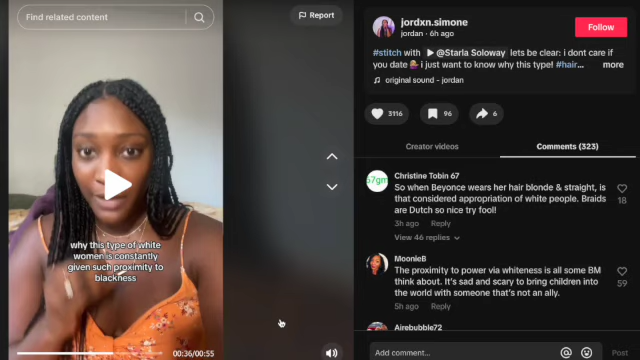 Find related content
Report
why this type of white
women is constantly
given such proximity to
blackness
00:36/00:55
jordxn.simone
jordan · 6h ago
Follow
#stitch with @Starla Soloway lets be clear: i dont care if
you date i just want to know why this type! #hair... more
original sound - jordan
3116
96
6
Creator videos
Comments (323)
67gm
Christine Tobin 67
So when Beyonce wears her hair blonde & straight, is
that considered appropriation of white people. Braids
are Dutch so nice try fool!
18
3h ago Reply
View 46 replies
MoonieB
The proximity to power via whiteness is all some BM
think about. It's sad and scary to bring children into
the world with someone that's not an ally.
59
5h ago Reply
Airebubble72
Add comment...
@
Post